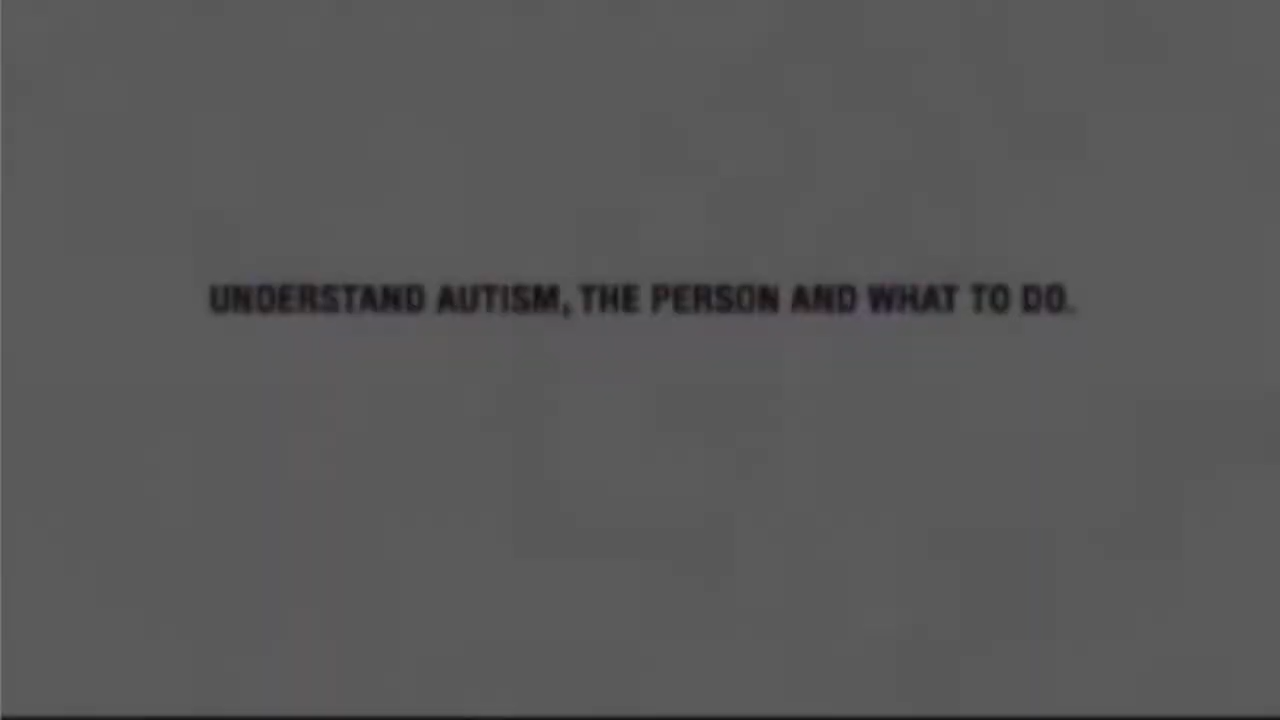 UNDERSTAND AUTISM, THE PERSON AND WHAT TO DO.